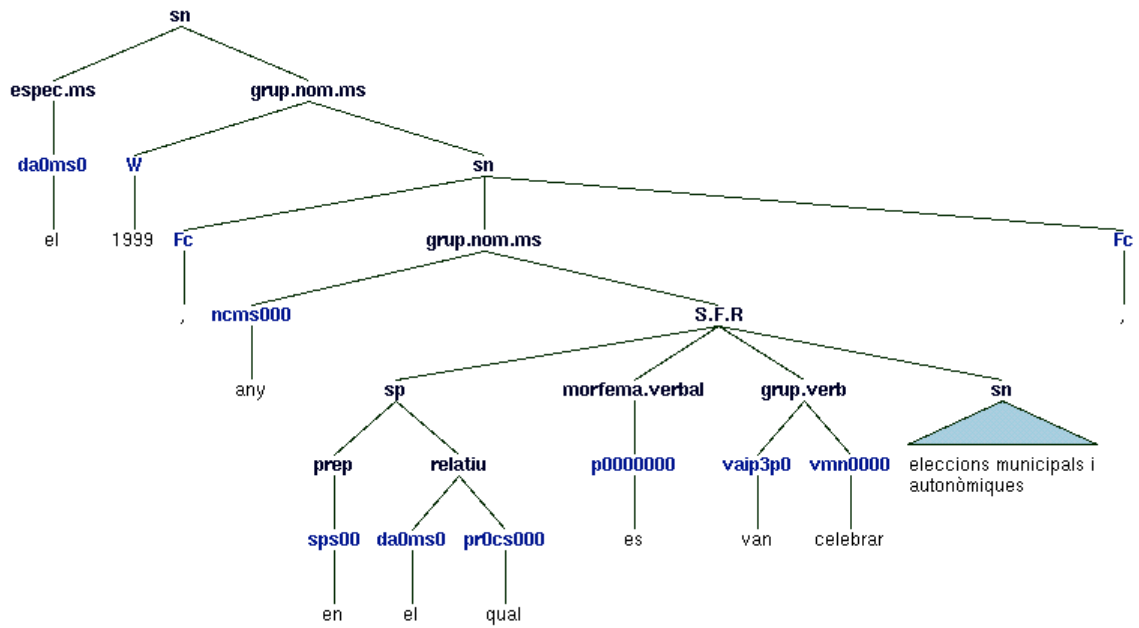 sn
espec.ms grup.nom.ms
da0ms0 W sn
el 1999 Fc grup.nom.ms Fc
, ncms000 S.F.R ,
any sp morfema.verbal grup.verb sn
prep relatiu p0000000 vaip3p0 vmn0000 eleccions municipals i
autonòmiques
sps00 da0ms0 pr0cs000 es van celebrar
en el qual